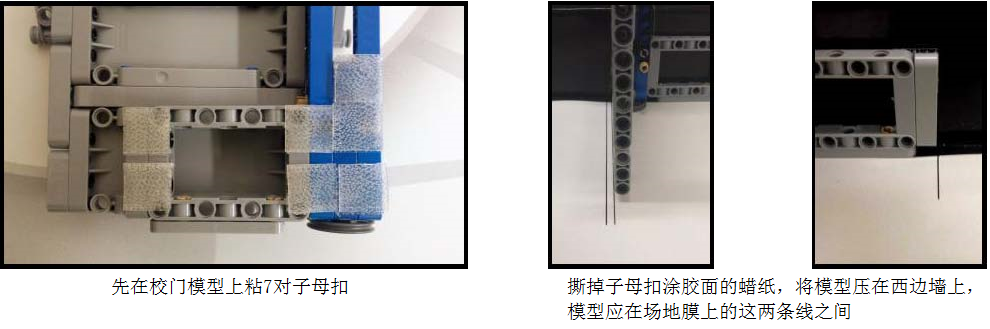 先在校门模型上粘7对子母扣
撕掉子母扣涂胶面的蜡纸，将模型压在西边墙上，
模型应在场地膜上的这两条线之间